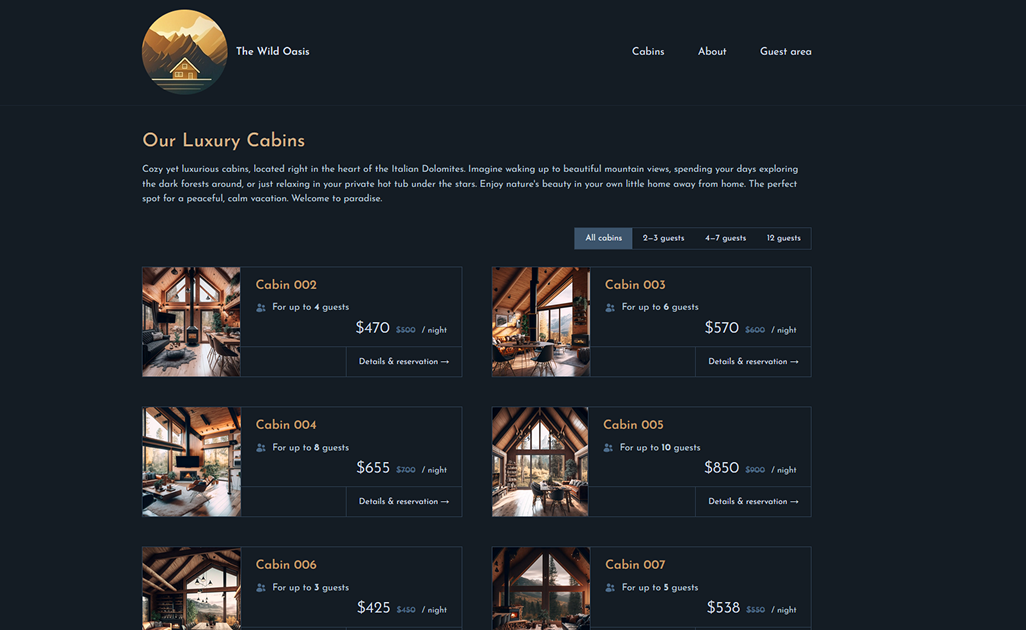 The Wild Oasis
Cabins
About
Guest area
Our Luxury Cabins
Cozy yet luxurious cabins, located right in the heart of the Italian Dolomites. Imagine waking up to beautiful mountain views, spending your days exploring
the dark forests around, or just relaxing in your private hot tub under the stars. Enjoy nature's beauty in your own little home away from home. The perfect
spot for a peaceful, calm vacation. Welcome to paradise.
All cabins
2–3 guests
4–7 guests
12 guests
Cabin 002
For up to 4 guests
$470 $500 / night
Details & reservation →
Cabin 003
For up to 6 guests
$570 $600 / night
Details & reservation →
Cabin 004
For up to 8 guests
$655 $700 / night
Details & reservation →
Cabin 005
For up to 10 guests
$850 $900 / night
Details & reservation →
Cabin 006
For up to 3 guests
$425 $450 / night
Cabin 007
For up to 5 guests
$538 $550 / night